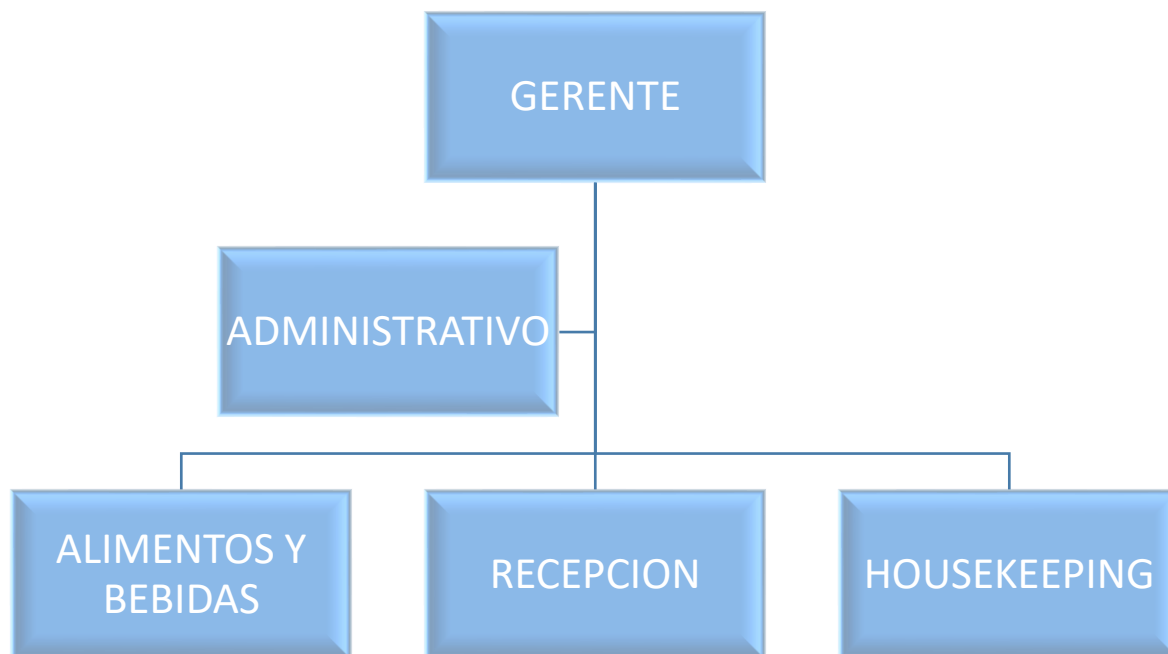 GERENTE
ADMINISTRATIVO
ALIMENTOS Y
BEBIDAS
RECEPCION
HOUSEKEEPING